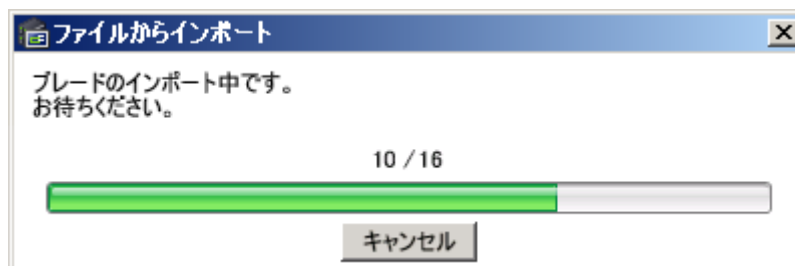 ファイルからインポート
ブレードのインポート中です。
お待ちください。
10 / 16
キャンセル